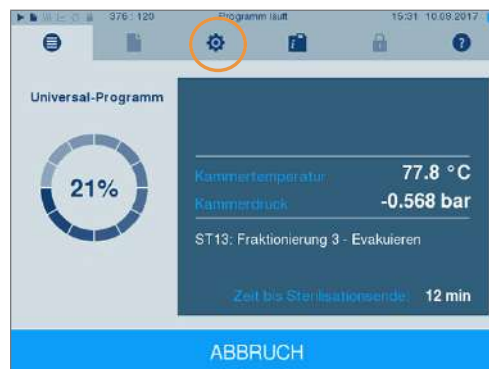 376 : 120 Programm läuft 15:31 10.08.2017
Universal-Programm
21%
Kammertemperatur 77.8 °C
Kammerdruck -0.568 bar
ST13: Fraktionierung 3 - Evakuieren
Zeit bis Sterilisationsende: 12 min
ABBRUCH